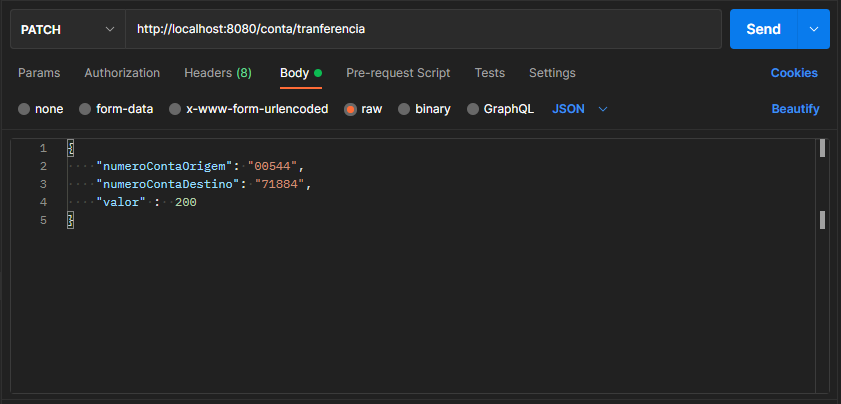 PATCH http://localhost:8080/conta/tranferencia Send
Params Authorization Headers (8) Body Pre-request Script Tests Settings Cookies
none form-data x-www-form-urlencoded raw binary GraphQL JSON Beautify
1 {
2 "numeroContaOrigem": "00544",
3 "numeroContaDestino": "71884",
4 "valor" : 200
5 }